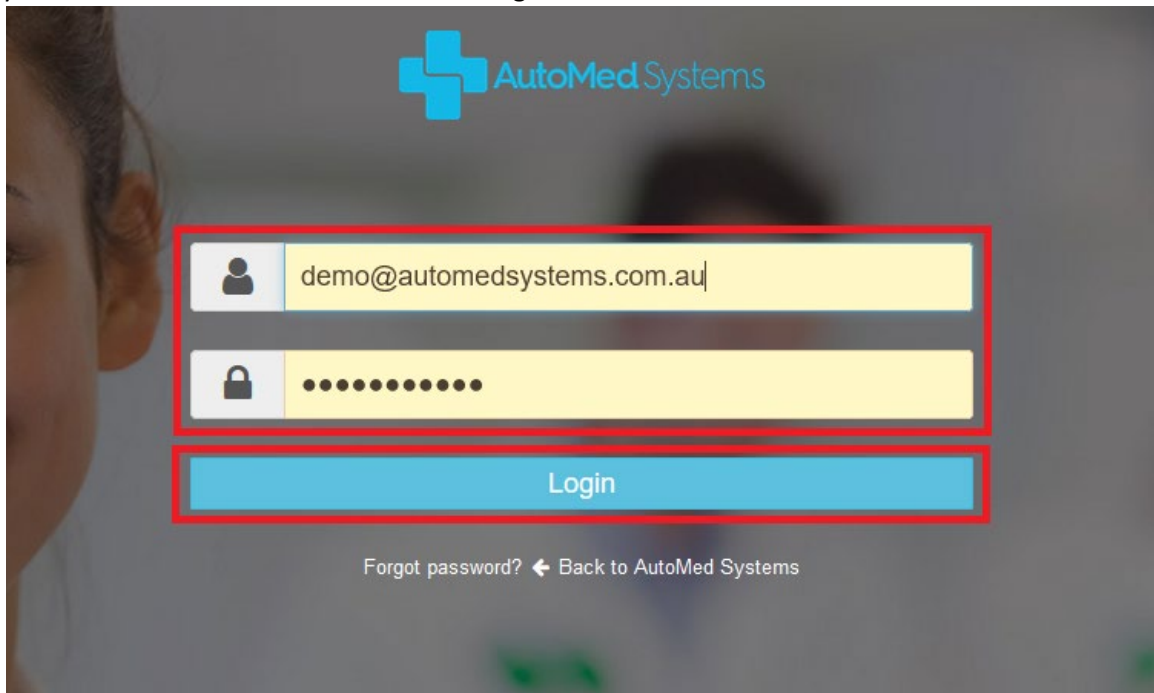 AutoMed Systems
demo@automedsystems.com.au
●●●●●●●●●●●
Login
Forgot password? ← Back to AutoMed Systems